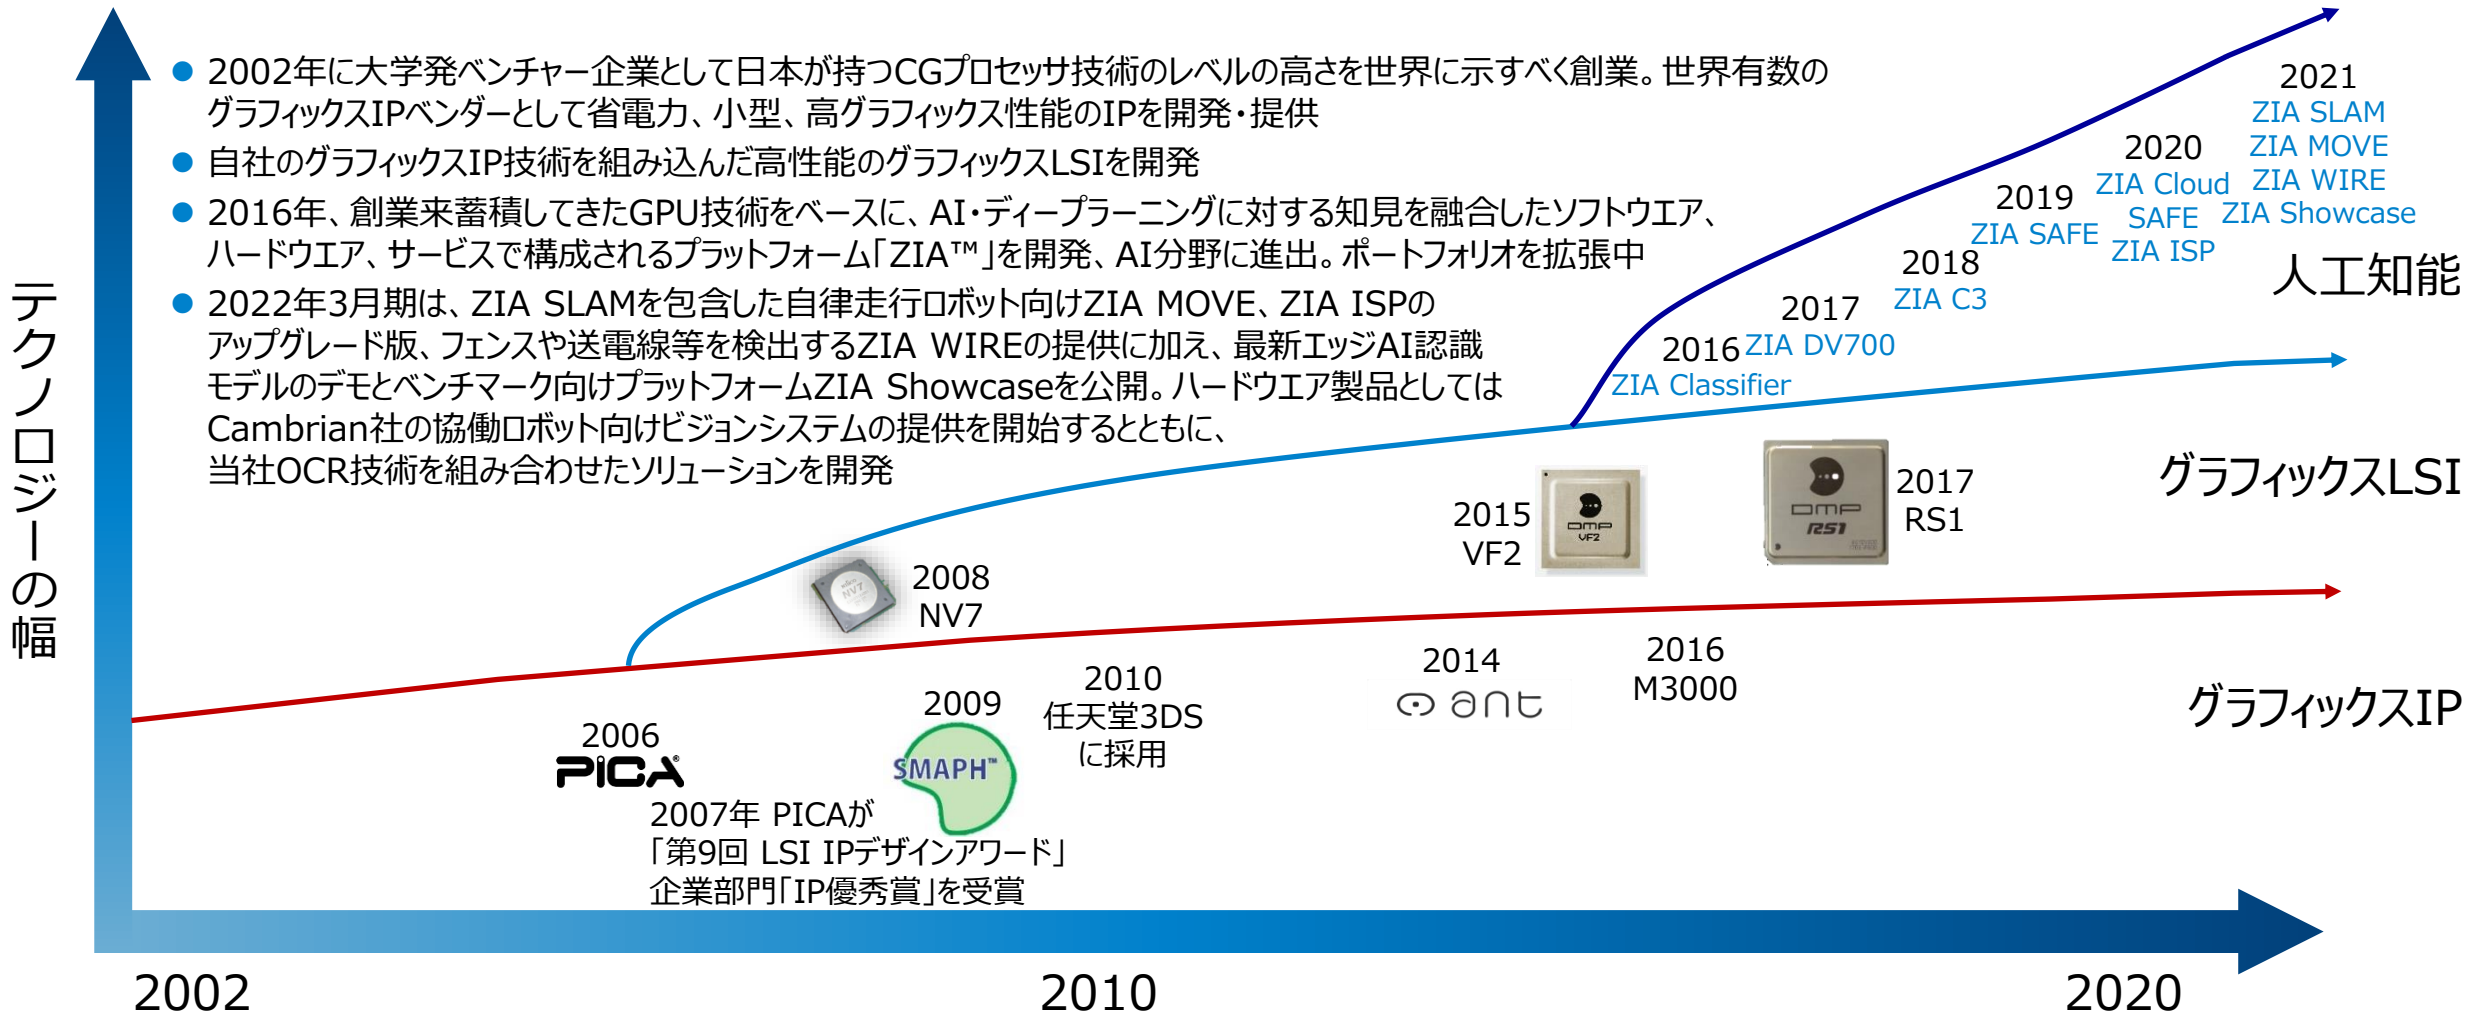 2002年に大学発ベンチャー企業として日本が持つCGプロセッサ技術のレベルの高さを世界に示すべく創業。世界有数の
グラフィックスIPベンダーとして省電力、小型、高グラフィックス性能のIPを開発・提供
自社のグラフィックスIP技術を組み込んだ高性能のグラフィックスLSIを開発
2016年、創業来蓄積してきたGPU技術をベースに、AI・ディープラーニングに対する知見を融合したソフトウエア、
ハードウエア、サービスで構成されるプラットフォーム「ZIA™」を開発、AI分野に進出。ポートフォリオを拡張中
2022年3月期は、ZIA SLAMを包含した自律走行ロボット向けZIA MOVE、ZIA ISPの
アップグレード版、フェンスや送電線等を検出するZIA WIREの提供に加え、最新エッジAI認識
モデルのデモとベンチマーク向けプラットフォームZIA Showcaseを公開。ハードウエア製品としては
Cambrian社の協働ロボット向けビジョンシステムの提供を開始するとともに、
当社OCR技術を組み合わせたソリューションを開発
テクノロジーの幅
2021
ZIA SLAM
ZIA MOVE
ZIA WIRE
ZIA Showcase
2020
ZIA Cloud
SAFE
ZIA ISP
2019
ZIA SAFE
2018
ZIA C3
2017
ZIA DV700
2016
ZIA Classifier
人工知能
2008
NV7
NV7
2015
VF2
DMP
VF2
DMP
RS1
2017
RS1
グラフィックスLSI
2006
PICA®
2007年 PICAが
「第9回 LSI IPデザインアワード」
企業部門「IP優秀賞」を受賞
2009
SMAPH™
2010
任天堂3DS
に採用
2014
ant
2016
M3000
グラフィックスIP
2002
2010
2020